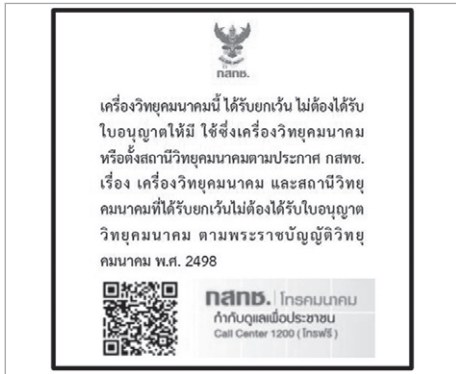 กสทช.
เครื่องวิทยุคมนาคมนี้ ได้รับยกเว้น ไม่ต้องได้รับ
ใบอนุญาตให้มี ใช้ซึ่งเครื่องวิทยุคมนาคม
หรือตั้งสถานีวิทยุคมนาคมตามประกาศ กสทช.
เรื่อง เครื่องวิทยุคมนาคม และสถานีวิทยุ
คมนาคมที่ได้รับยกเว้นไม่ต้องได้รับใบอนุญาต
วิทยุคมนาคม ตามพระราชบัญญัติวิทยุ
คมนาคม พ.ศ. 2498
กสทช. | โทรคมนาคม
กำกับดูแลเพื่อประชาชน
Call Center 1200 ( โทรฟรี )